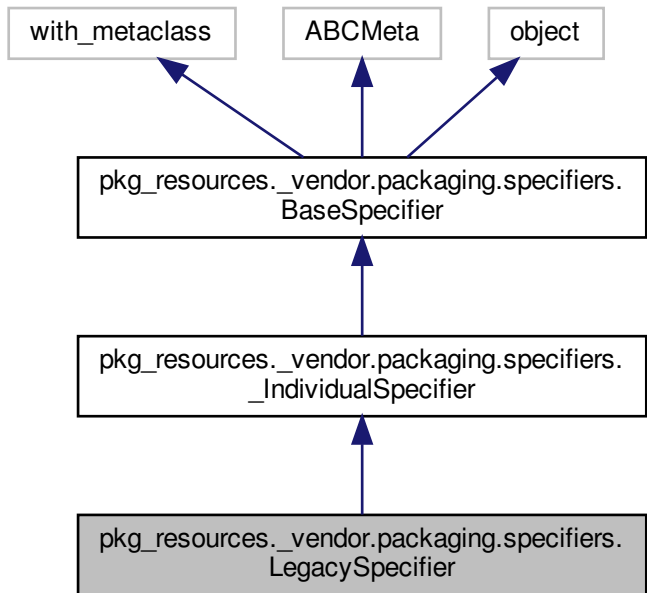 with_metaclass
ABCMeta
object
pkg_resources._vendor.packaging.specifiers.
BaseSpecifier
pkg_resources._vendor.packaging.specifiers.
_IndividualSpecifier
pkg_resources._vendor.packaging.specifiers.
LegacySpecifier